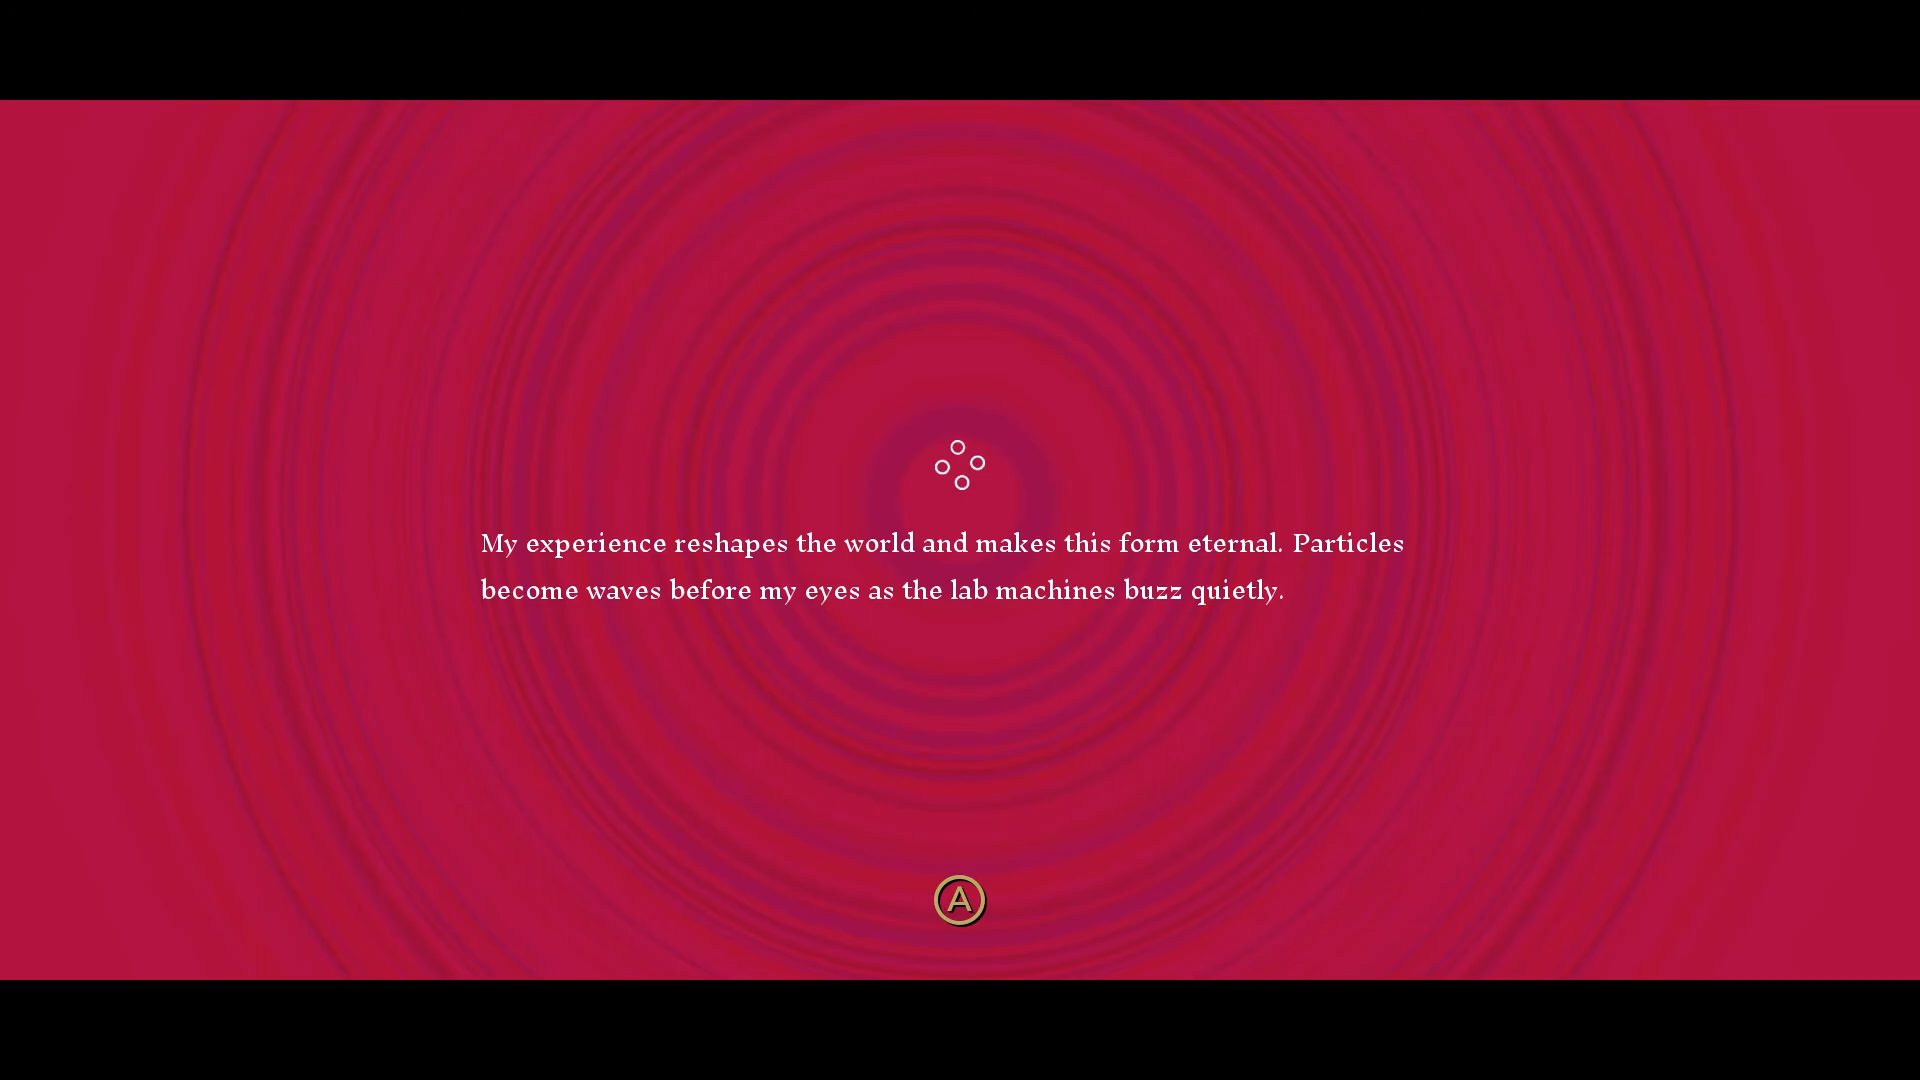 My experience reshapes the world and makes this form eternal. Particles
become waves before my eyes as the lab machines buzz quietly.
A